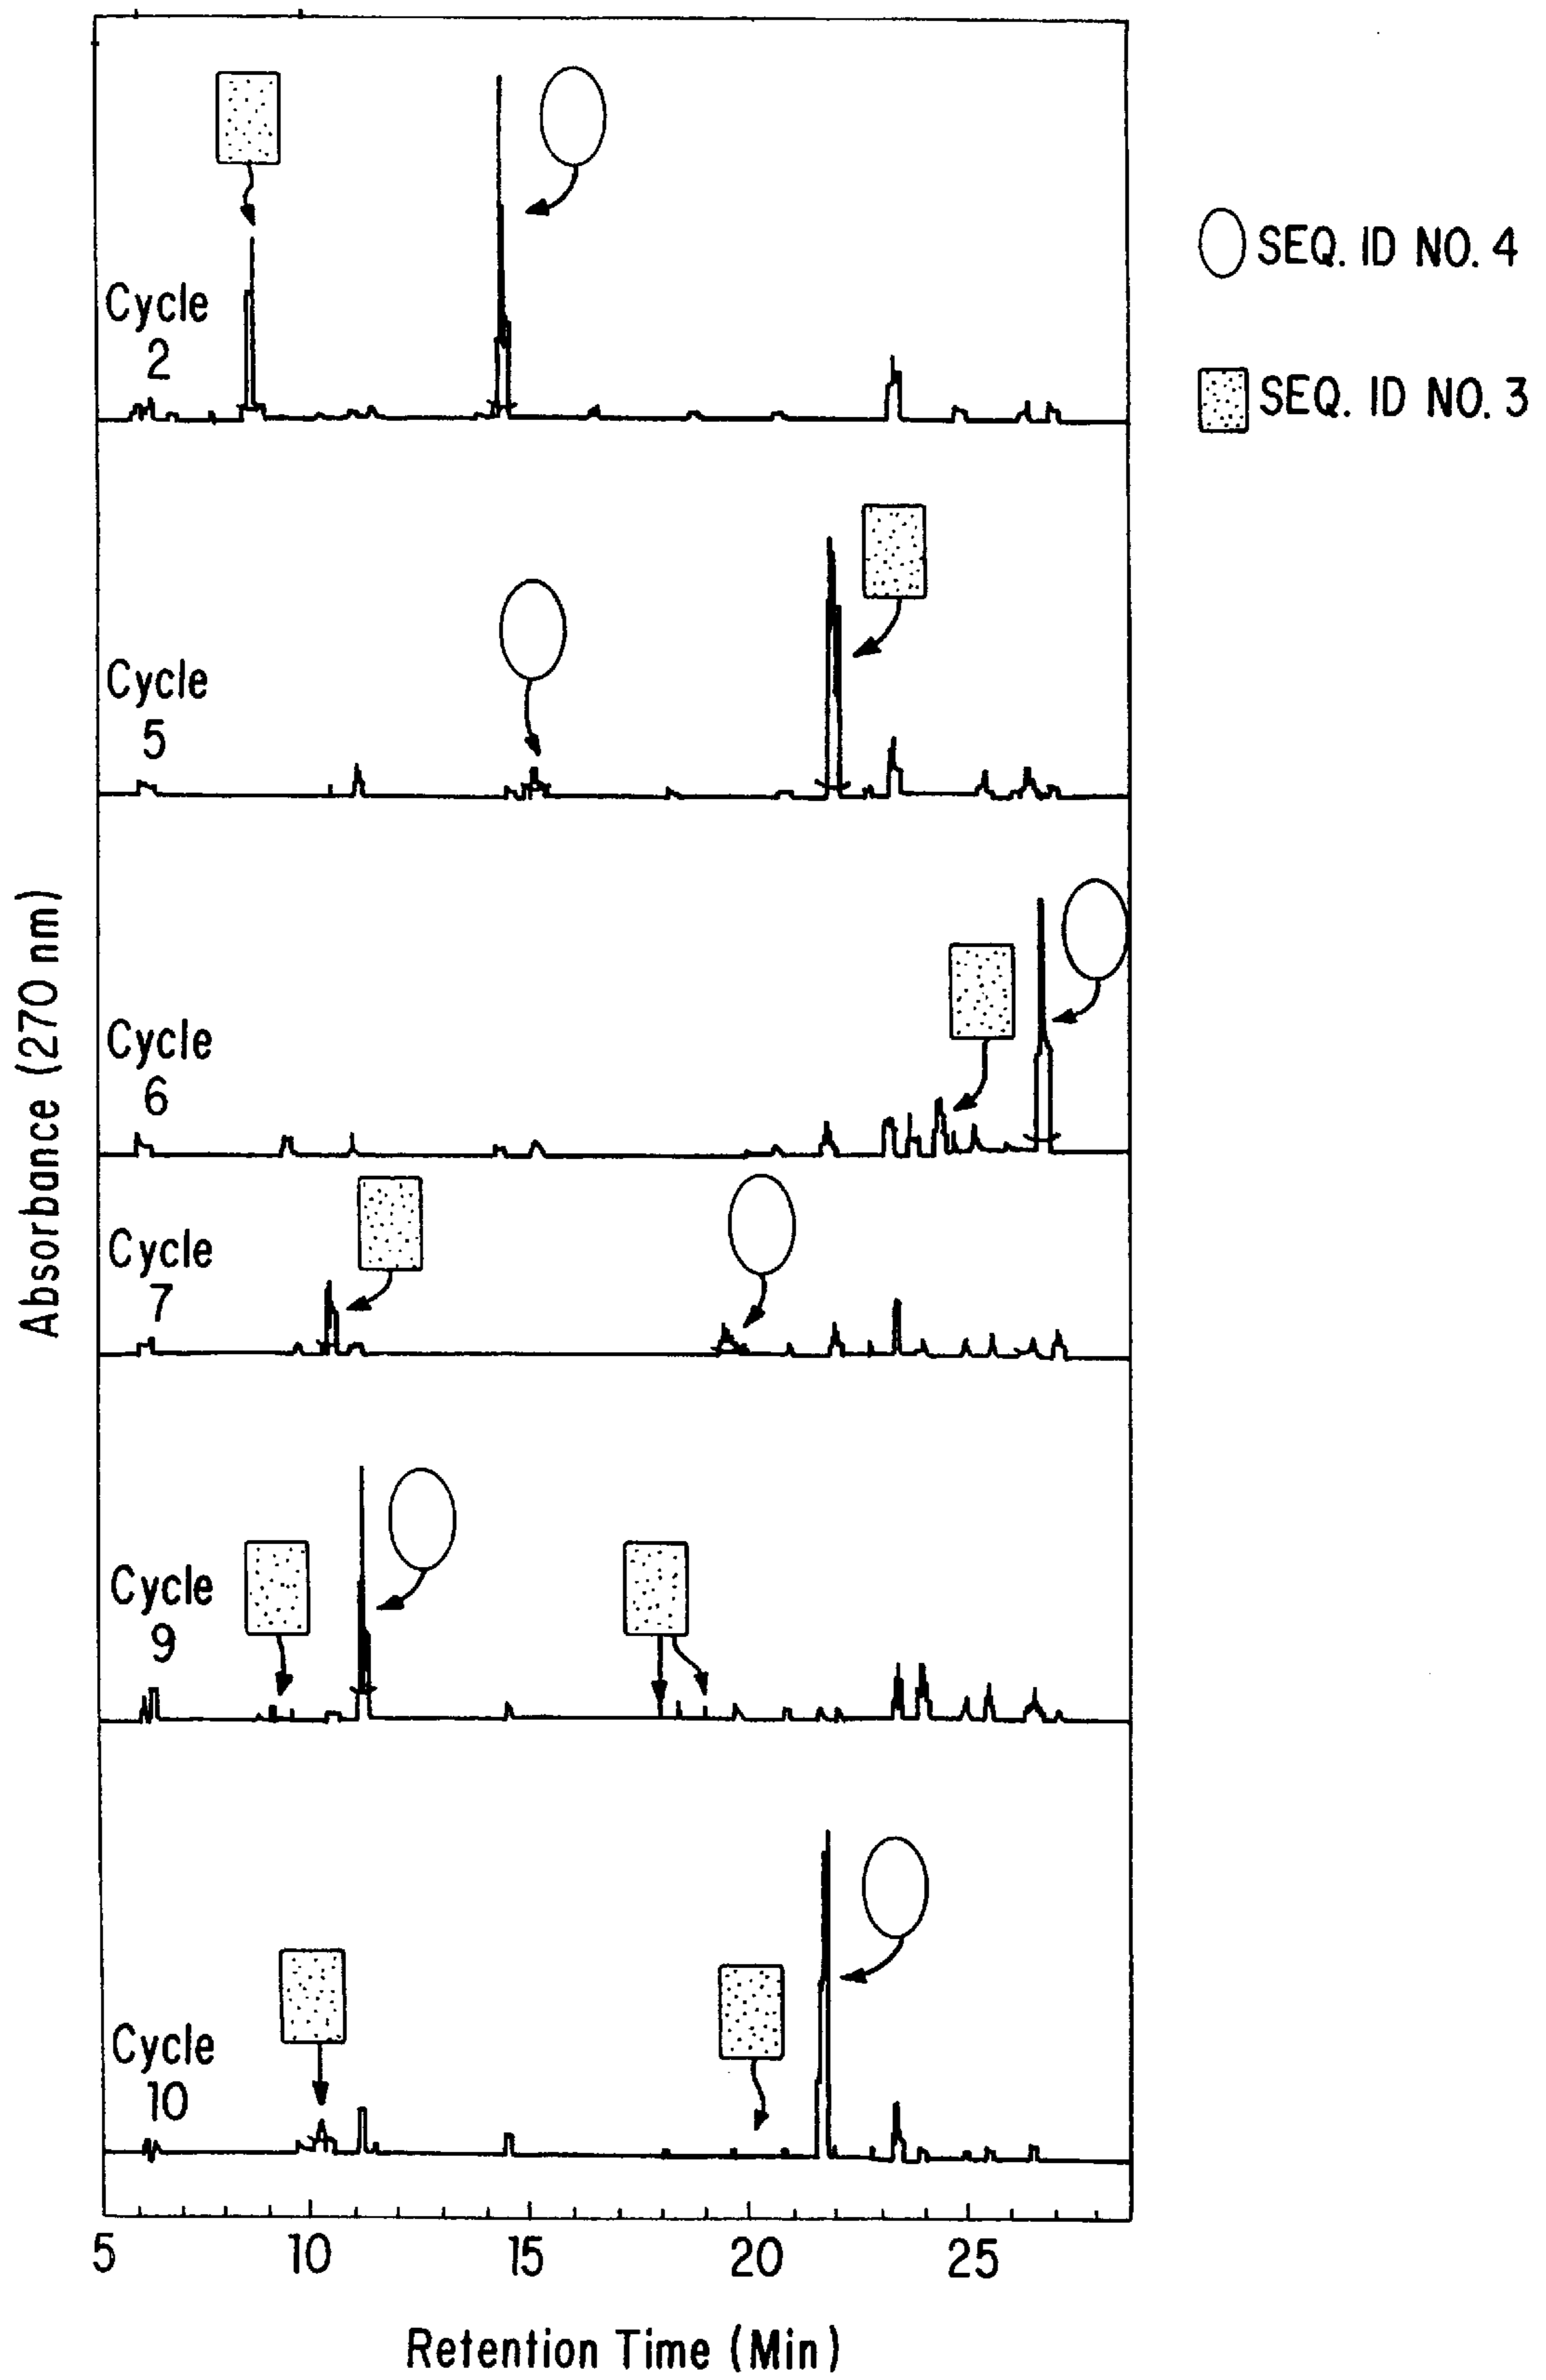 SEQ. ID NO. 4
Cycle
2
SEQ. ID NO. 3
Cycle
5
Absorbance (270 nm)
Cycle
6
Cycle
7
Cycle
9
Cycle
10
5 10 15 20 25
Retention Time (Min)